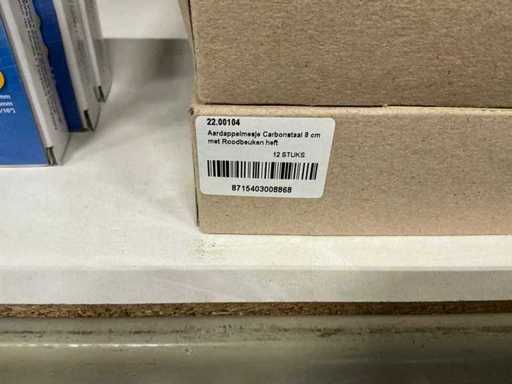 22.00104
Aardappelmesje Carbonstaal 8 cm
met Roodbeuken heft
12 STUKS
8715403008868